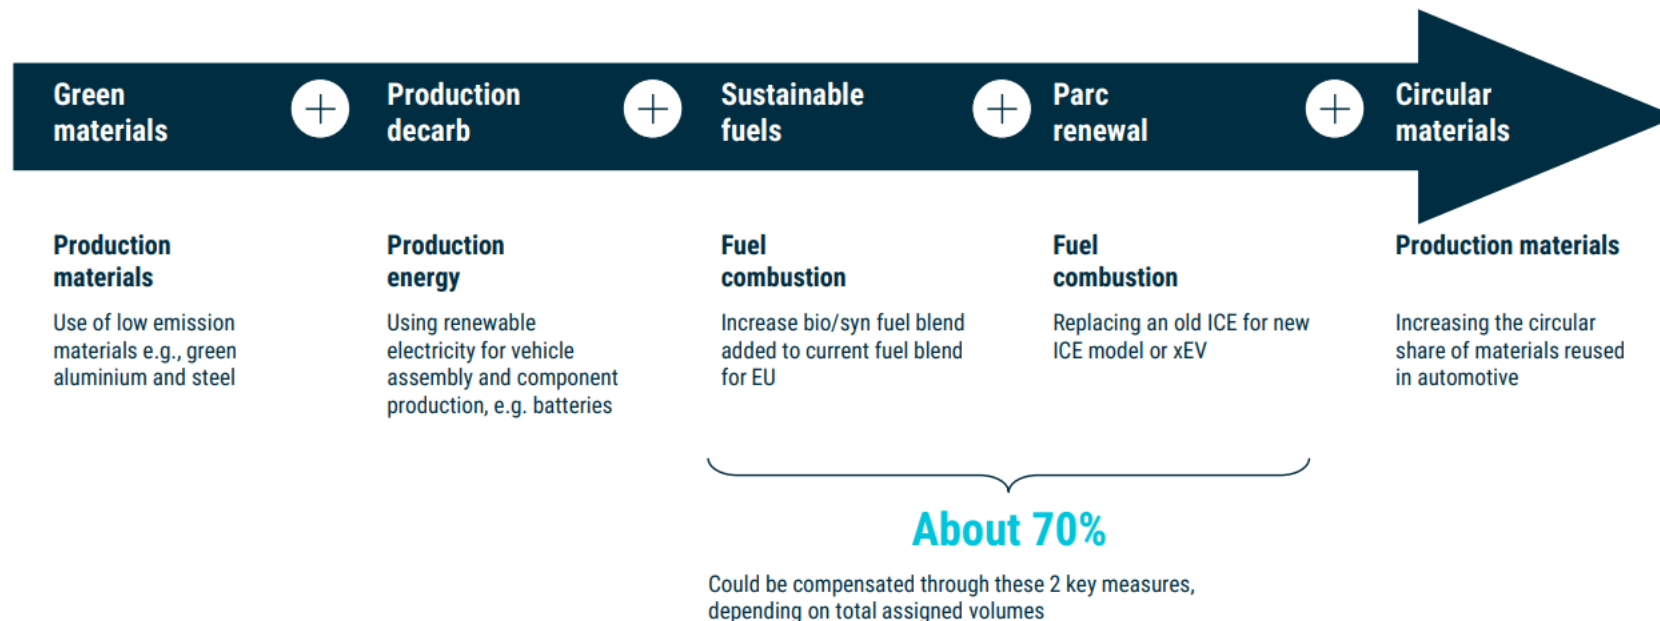 Green
materials
Production
decarb
Sustainable
fuels
Parc
renewal
Circular
materials
Production
materials
Use of low emission
materials e.g., green
aluminium and steel
Production
energy
Using renewable
electricity for vehicle
assembly and component
production, e.g. batteries
Fuel
combustion
Increase bio/syn fuel blend
added to current fuel blend
for EU
Fuel
combustion
Replacing an old ICE for new
ICE model or xEV
Production materials
Increasing the circular
share of materials reused
in automotive
About 70%
Could be compensated through these 2 key measures,
depending on total assigned volumes